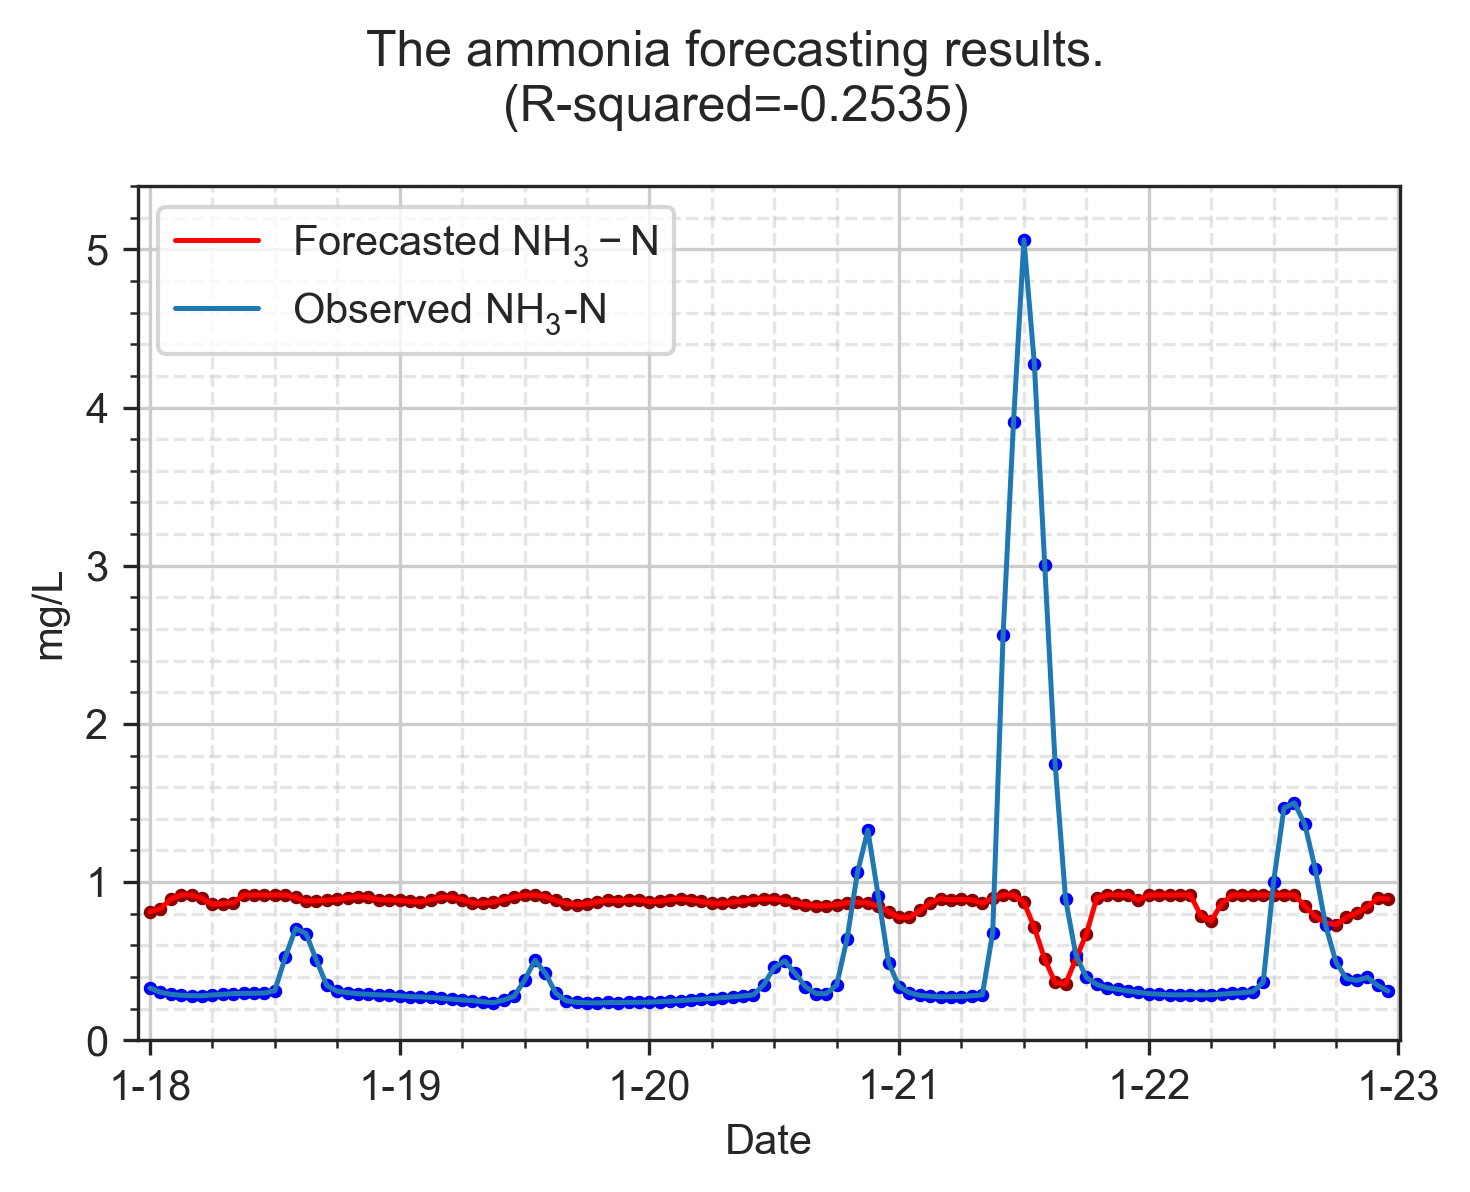 The ammonia forecasting results.
(R-squared=-0.2535)
Forecasted NH₃ − N
Observed NH₃-N
5
4
3
2
1
0
mg/L
1-18 1-19 1-20 1-21 1-22 1-23
Date